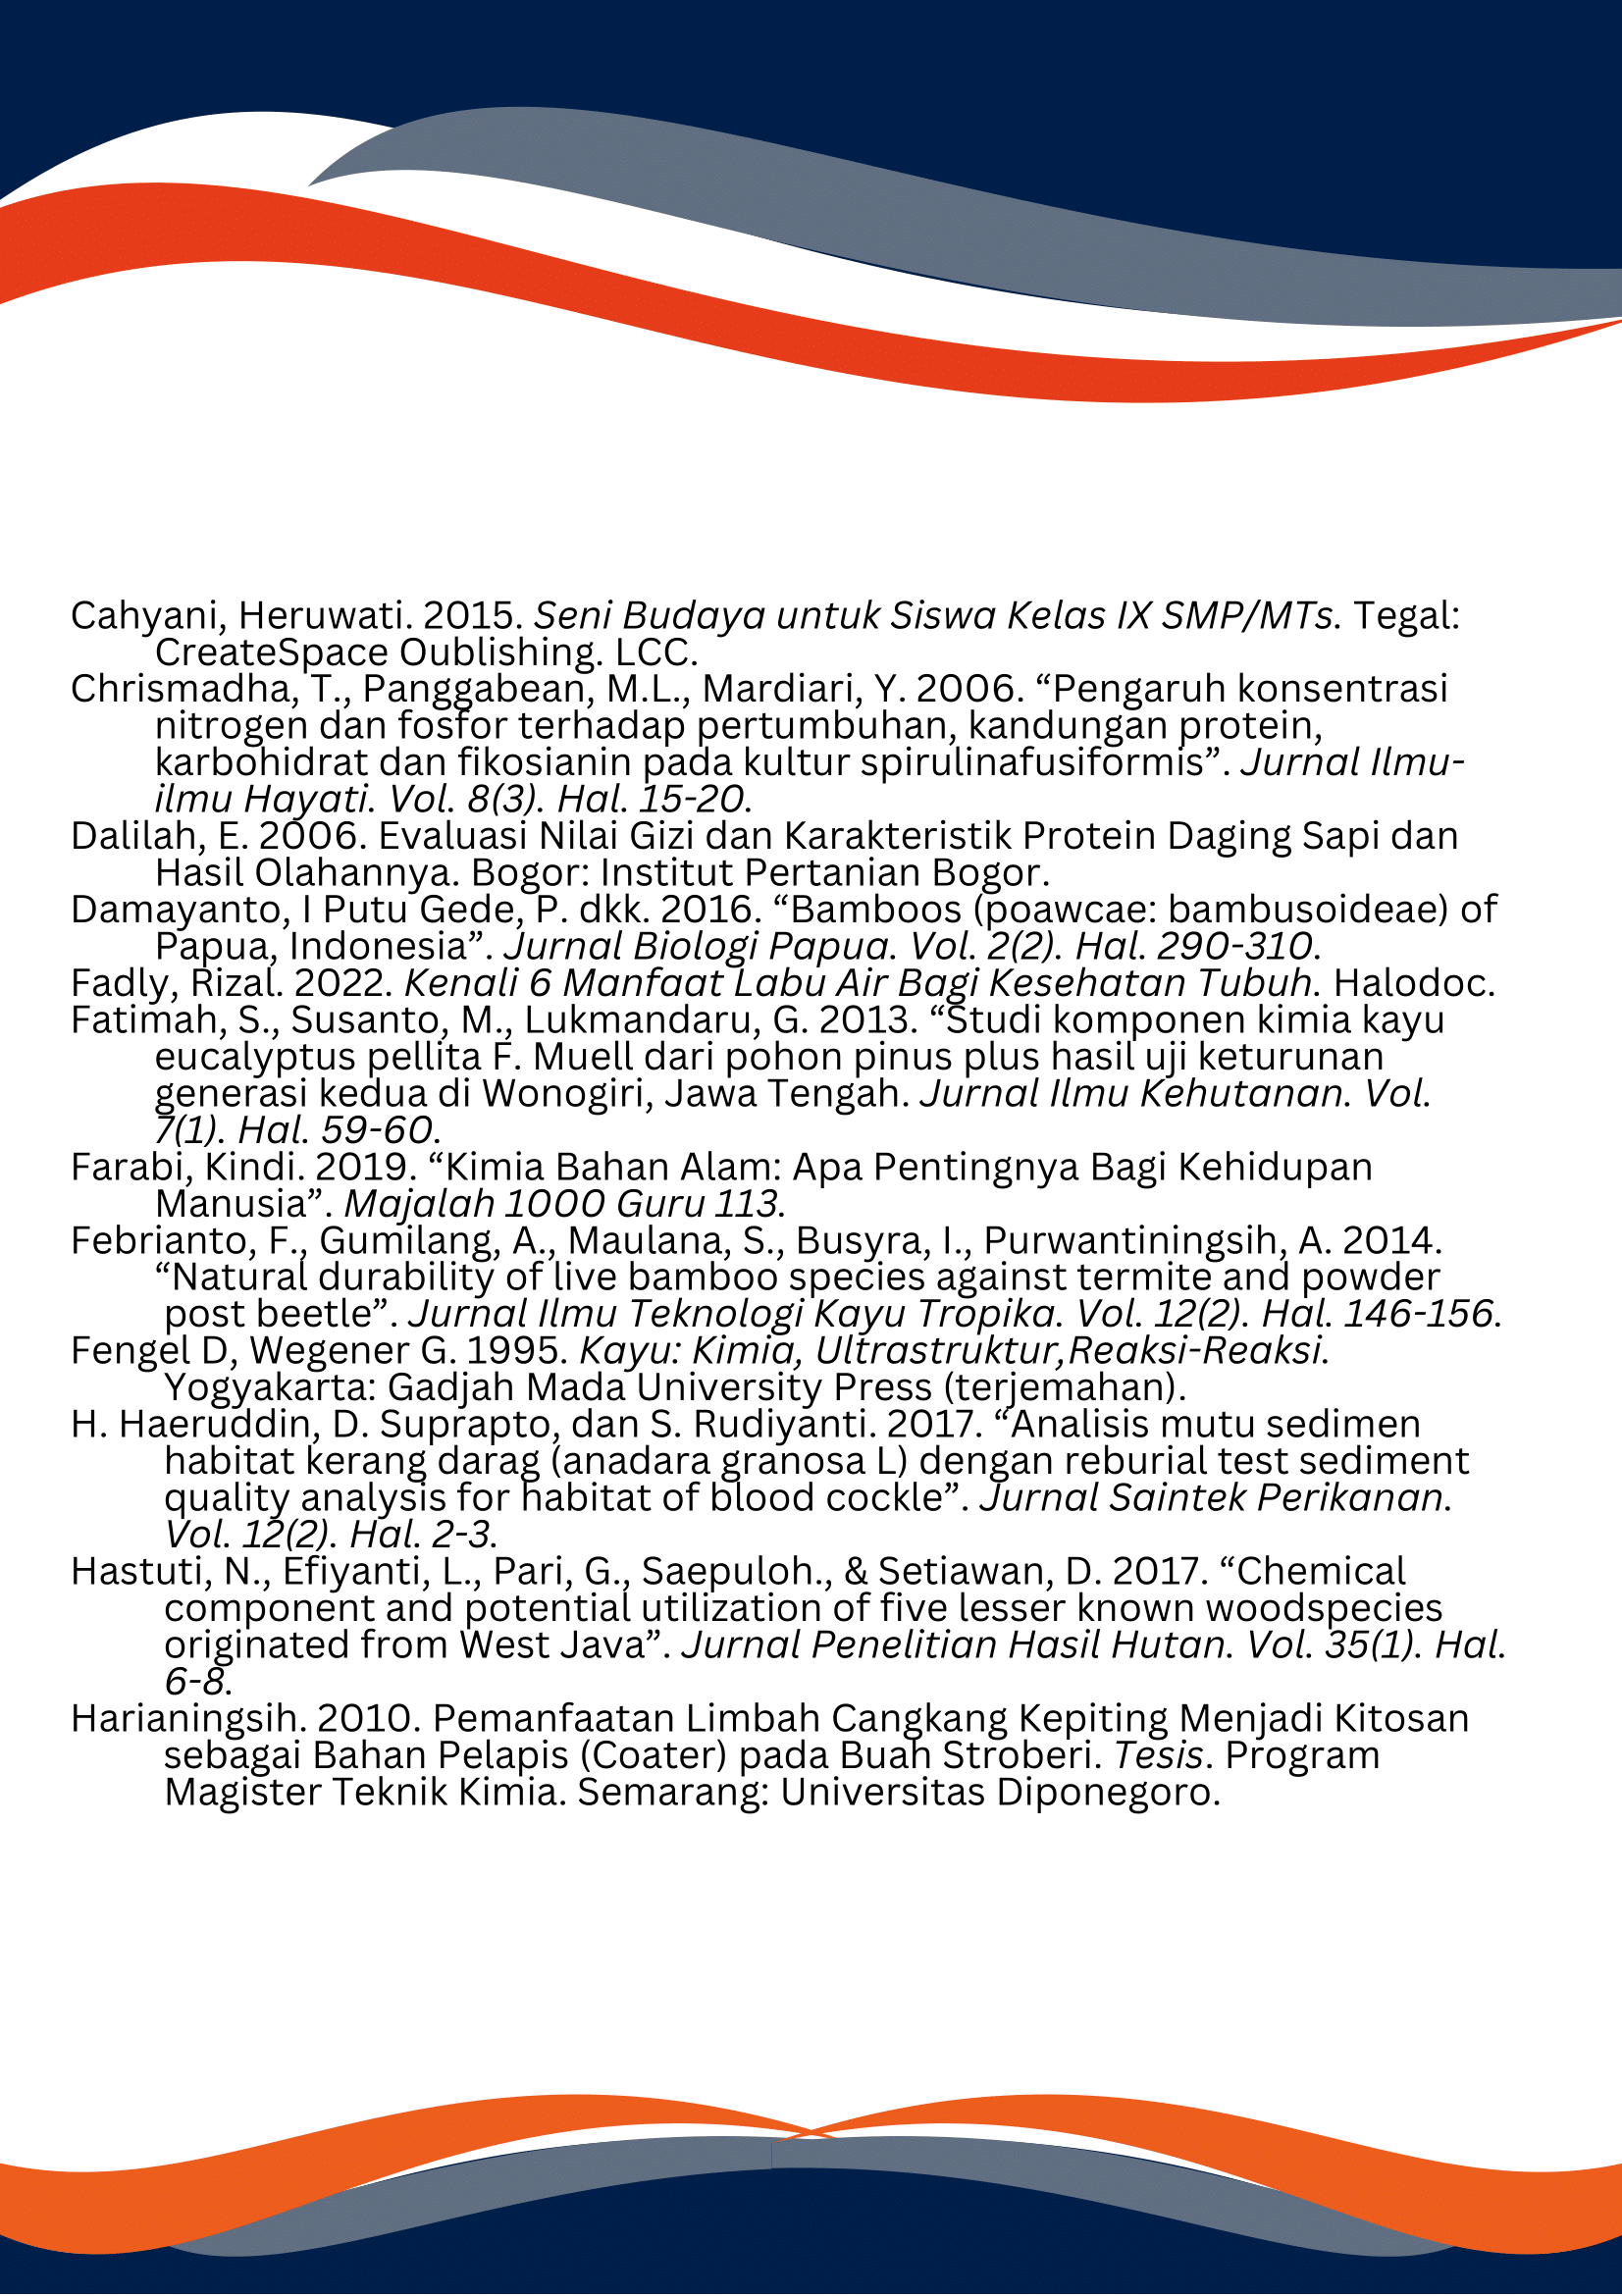 Cahyani, Heruwati. 2015. Seni Budaya untuk Siswa Kelas IX SMP/MTs. Tegal:
CreateSpace Oublishing. LCC.
Chrismadha, T., Panggabean, M.L., Mardiari, Y. 2006. “Pengaruh konsentrasi
nitrogen dan fosfor terhadap pertumbuhan, kandungan protein,
karbohidrat dan fikosianin pada kultur spirulinafusiformis”. Jurnal Ilmu-
ilmu Hayati. Vol. 8(3). Hal. 15-20.
Dalilah, E. 2006. Evaluasi Nilai Gizi dan Karakteristik Protein Daging Sapi dan
Hasil Olahannya. Bogor: Institut Pertanian Bogor.
Damayanto, I Putu Gede, P. dkk. 2016. “Bamboos (poawcae: bambusoideae) of
Papua, Indonesia”. Jurnal Biologi Papua. Vol. 2(2). Hal. 290-310.
Fadly, Rizal. 2022. Kenali 6 Manfaat Labu Air Bagi Kesehatan Tubuh. Halodoc.
Fatimah, S., Susanto, M., Lukmandaru, G. 2013. “Studi komponen kimia kayu
eucalyptus pellita F. Muell dari pohon pinus plus hasil uji keturunan
generasi kedua di Wonogiri, Jawa Tengah. Jurnal Ilmu Kehutanan. Vol.
7(1). Hal. 59-60.
Farabi, Kindi. 2019. “Kimia Bahan Alam: Apa Pentingnya Bagi Kehidupan
Manusia”. Majalah 1000 Guru 113.
Febrianto, F., Gumilang, A., Maulana, S., Busyra, I., Purwantiningsih, A. 2014.
“Natural durability of live bamboo species against termite and powder
post beetle”. Jurnal Ilmu Teknologi Kayu Tropika. Vol. 12(2). Hal. 146-156.
Fengel D, Wegener G. 1995. Kayu: Kimia, Ultrastruktur,Reaksi-Reaksi.
Yogyakarta: Gadjah Mada University Press (terjemahan).
H. Haeruddin, D. Suprapto, dan S. Rudiyanti. 2017. “Analisis mutu sedimen
habitat kerang darag (anadara granosa L) dengan reburial test sediment
quality analysis for habitat of blood cockle”. Jurnal Saintek Perikanan.
Vol. 12(2). Hal. 2-3.
Hastuti, N., Efiyanti, L., Pari, G., Saepuloh., & Setiawan, D. 2017. “Chemical
component and potential utilization of five lesser known woodspecies
originated from West Java”. Jurnal Penelitian Hasil Hutan. Vol. 35(1). Hal.
6-8.
Harianingsih. 2010. Pemanfaatan Limbah Cangkang Kepiting Menjadi Kitosan
sebagai Bahan Pelapis (Coater) pada Buah Stroberi. Tesis. Program
Magister Teknik Kimia. Semarang: Universitas Diponegoro.